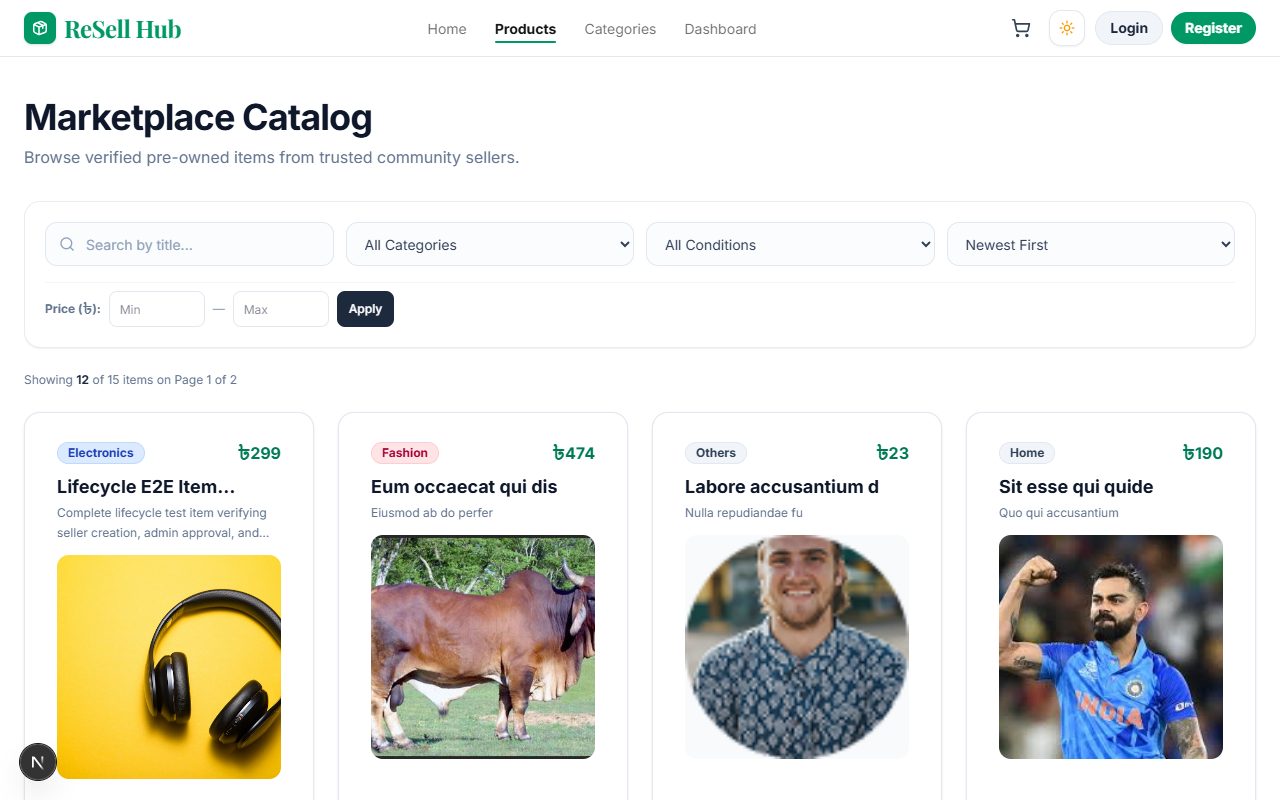 ReSell Hub
Home
Products
Categories
Dashboard
Login
Register
Marketplace Catalog
Browse verified pre-owned items from trusted community sellers.
Search by title...
All Categories
All Conditions
Newest First
Price (৳):
Min
—
Max
Apply
Showing 12 of 15 items on Page 1 of 2
Electronics
৳299
Lifecycle E2E Item...
Complete lifecycle test item verifying
seller creation, admin approval, and...
Fashion
৳474
Eum occaecat qui dis
Eiusmod ab do perfer
Others
৳23
Labore accusantium d
Nulla repudiandae fu
Home
৳190
Sit esse qui quide
Quo qui accusantium
INDIA
N